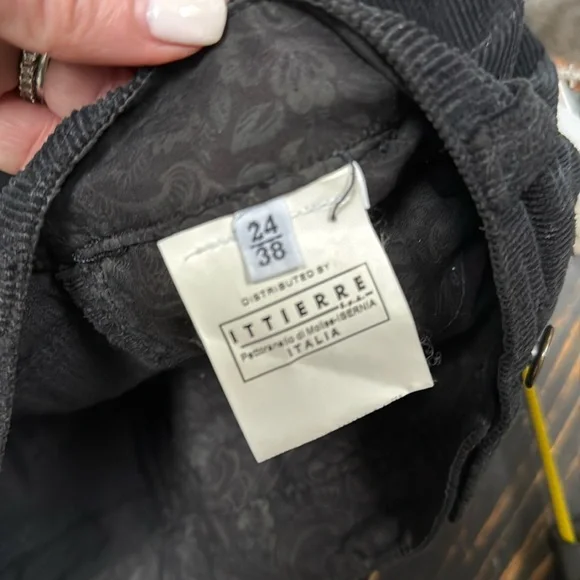 24
38
DISTRIBUTED BY
ITTIERRE
S.p.A.
Pettoranello di Molise-ISERNIA
ITALIA